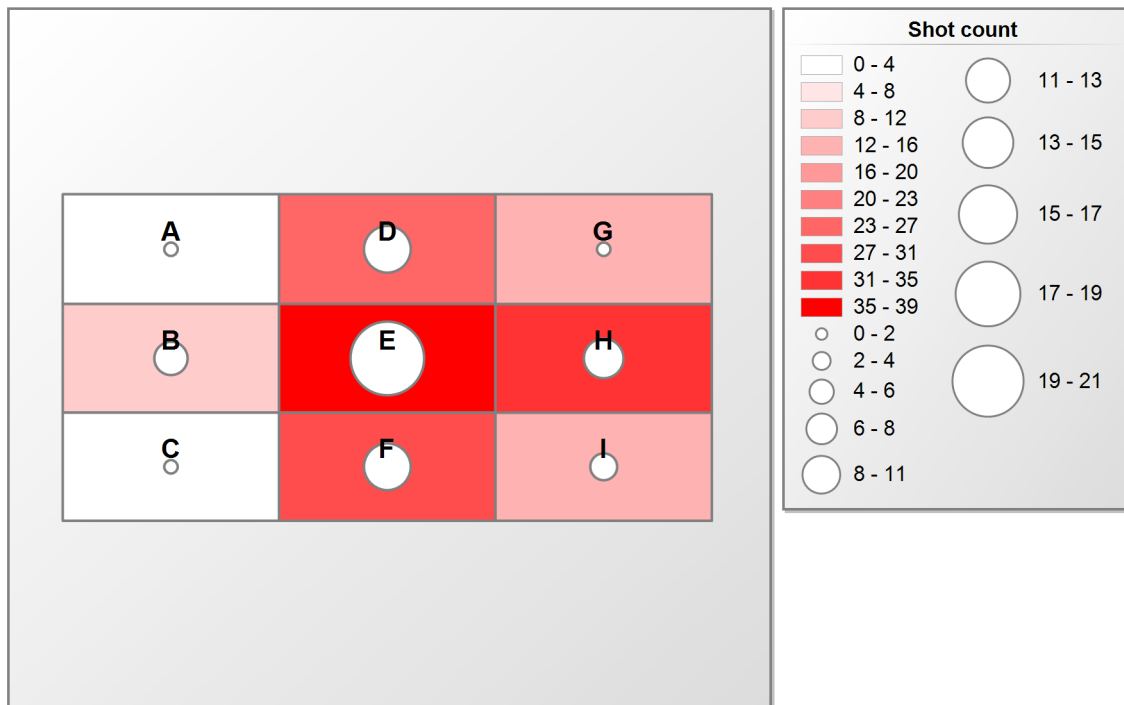 Shot count
0 - 4
4 - 8
8 - 12
12 - 16
16 - 20
20 - 23
23 - 27
27 - 31
31 - 35
35 - 39
0 - 2
2 - 4
4 - 6
6 - 8
8 - 11
11 - 13
13 - 15
15 - 17
17 - 19
19 - 21
A
D
G
B
E
H
C
F
I